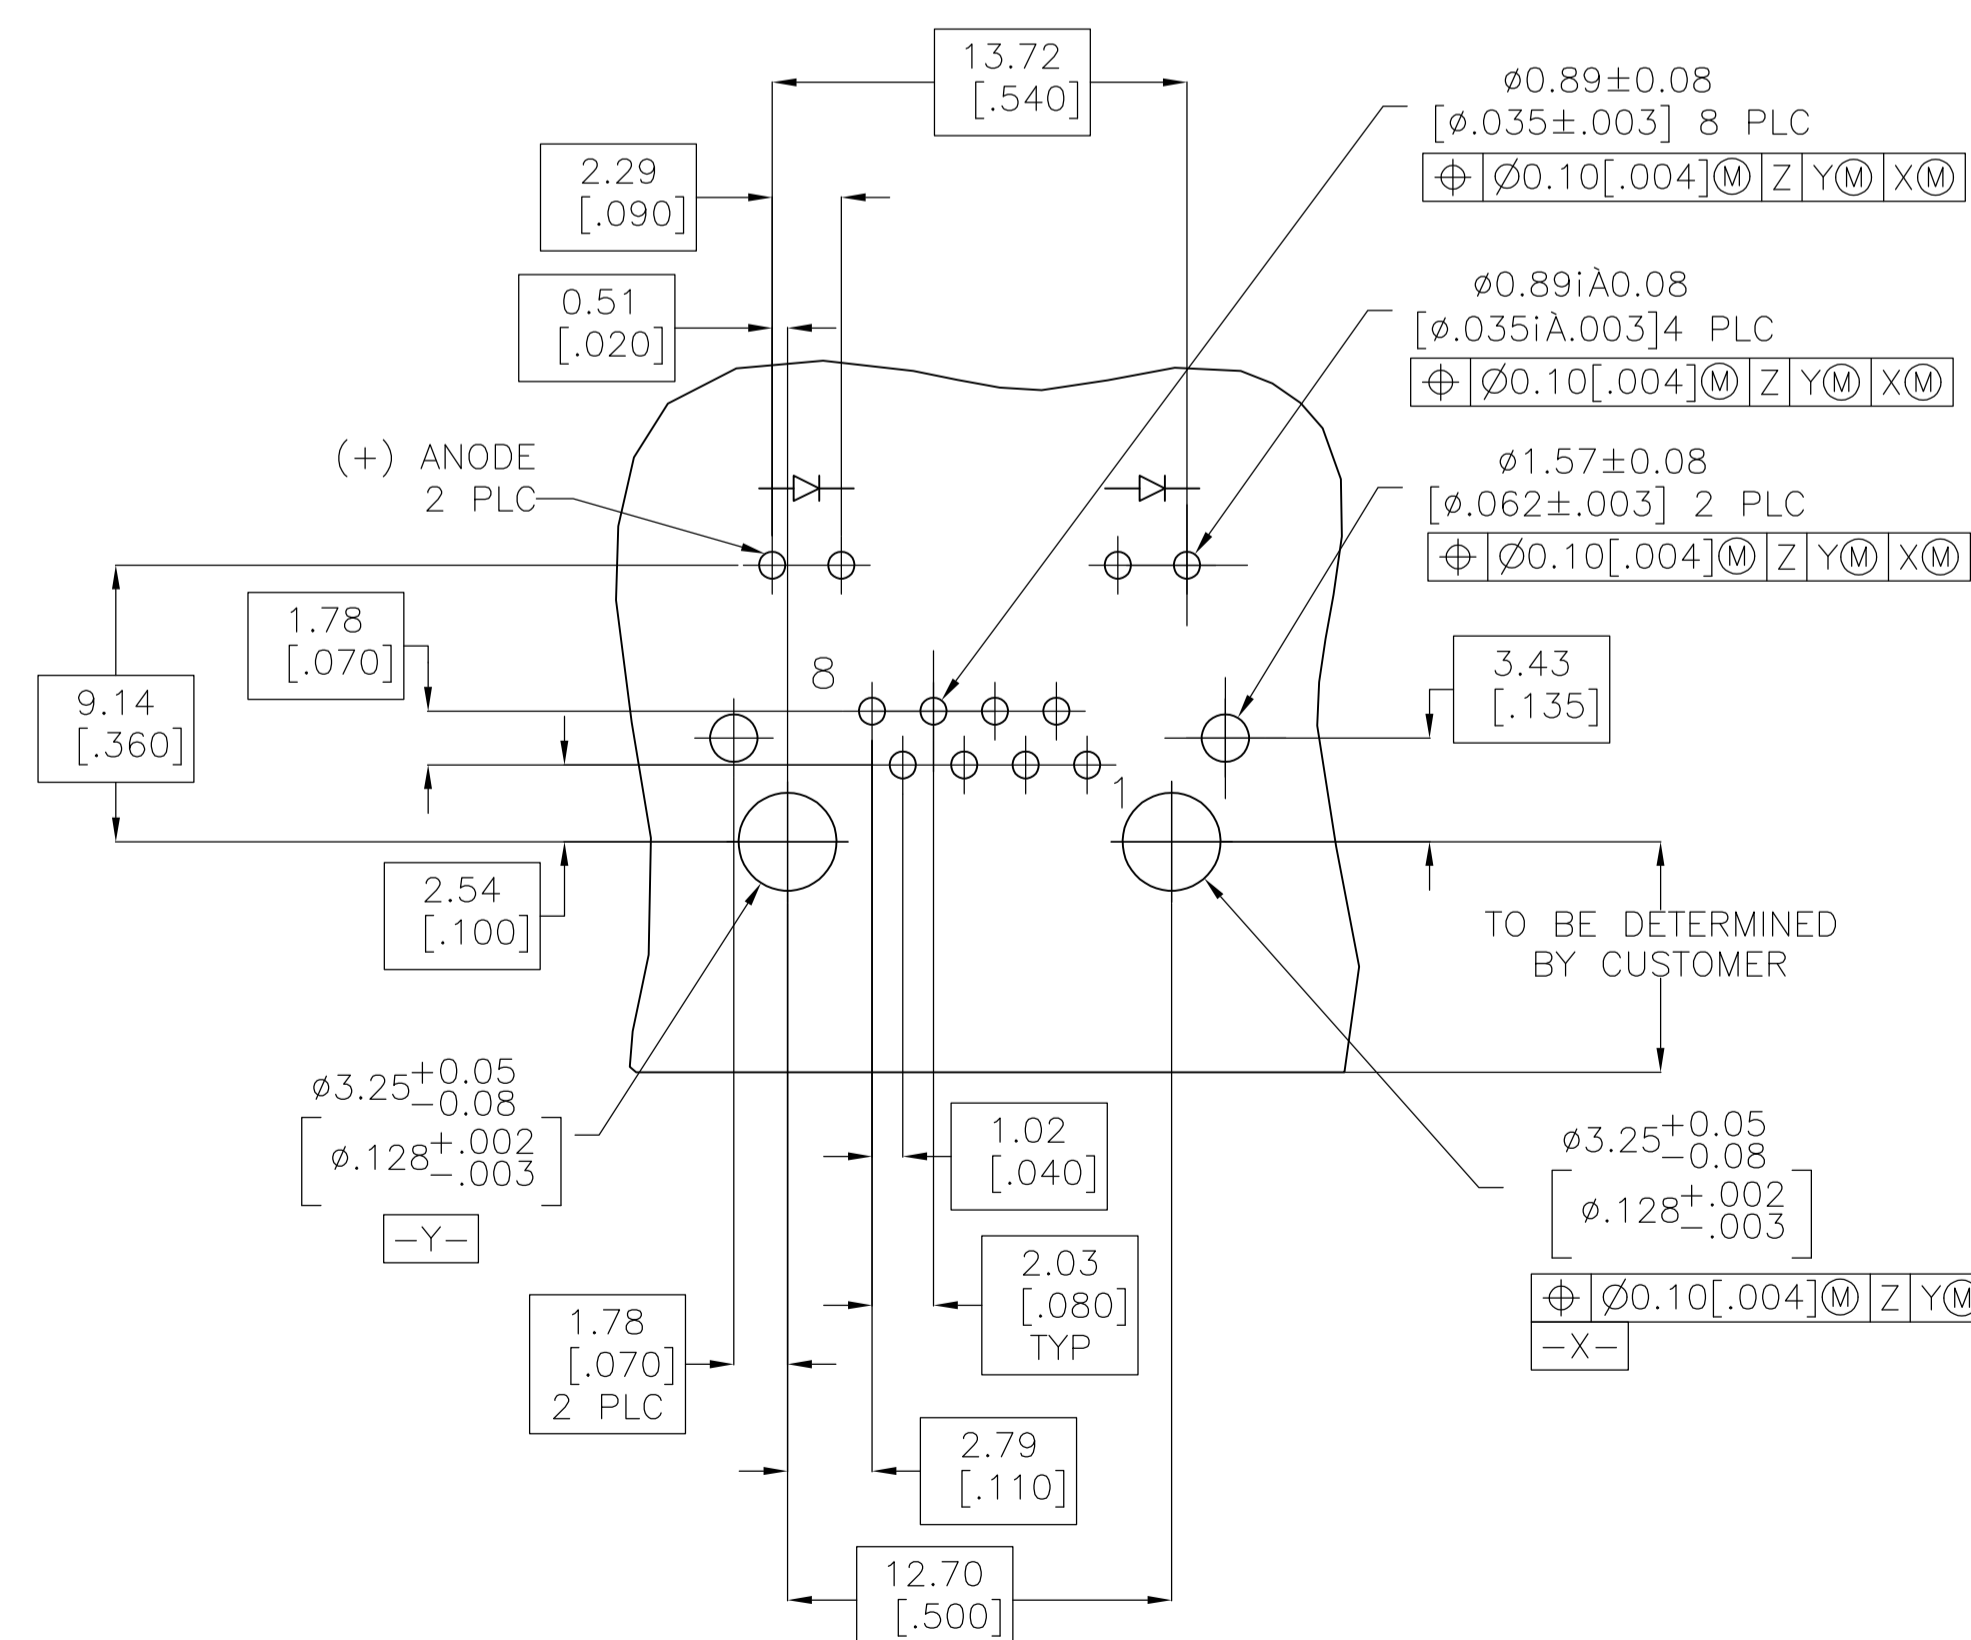 13.72
[.540]
ø0.89±0.08
[ø.035±.003] 8 PLC
⌖ Ø0.10[.004]Ⓜ Z YⓂ XⓂ
2.29
[.090]
0.51
[.020]
ø0.89iÀ0.08
[ø.035iÀ.003]4 PLC
⌖ Ø0.10[.004]Ⓜ Z YⓂ XⓂ
(+) ANODE
2 PLC
ø1.57±0.08
[ø.062±.003] 2 PLC
⌖ Ø0.10[.004]Ⓜ Z YⓂ XⓂ
1.78
[.070]
8
3.43
[.135]
9.14
[.360]
1
2.54
[.100]
TO BE DETERMINED
BY CUSTOMER
ø3.25+0.05
−0.08
[ø.128+.002
−.003]
−Y−
1.02
[.040]
ø3.25+0.05
−0.08
[ø.128+.002
−.003]
⌖ Ø0.10[.004]Ⓜ Z YⓂ
−X−
2.03
[.080]
TYP
1.78
[.070]
2 PLC
2.79
[.110]
12.70
[.500]